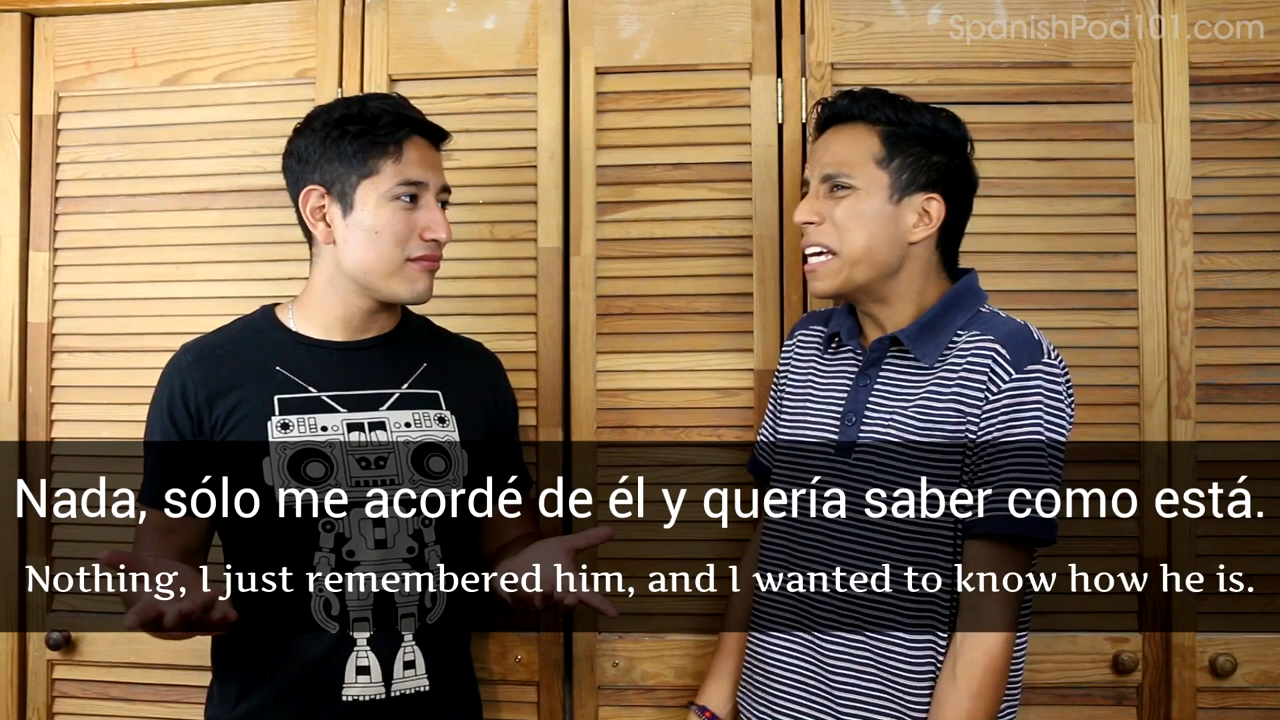 SpanishPod101.com
Nada, sólo me acordé de él y quería saber como está.
Nothing, I just remembered him, and I wanted to know how he is.